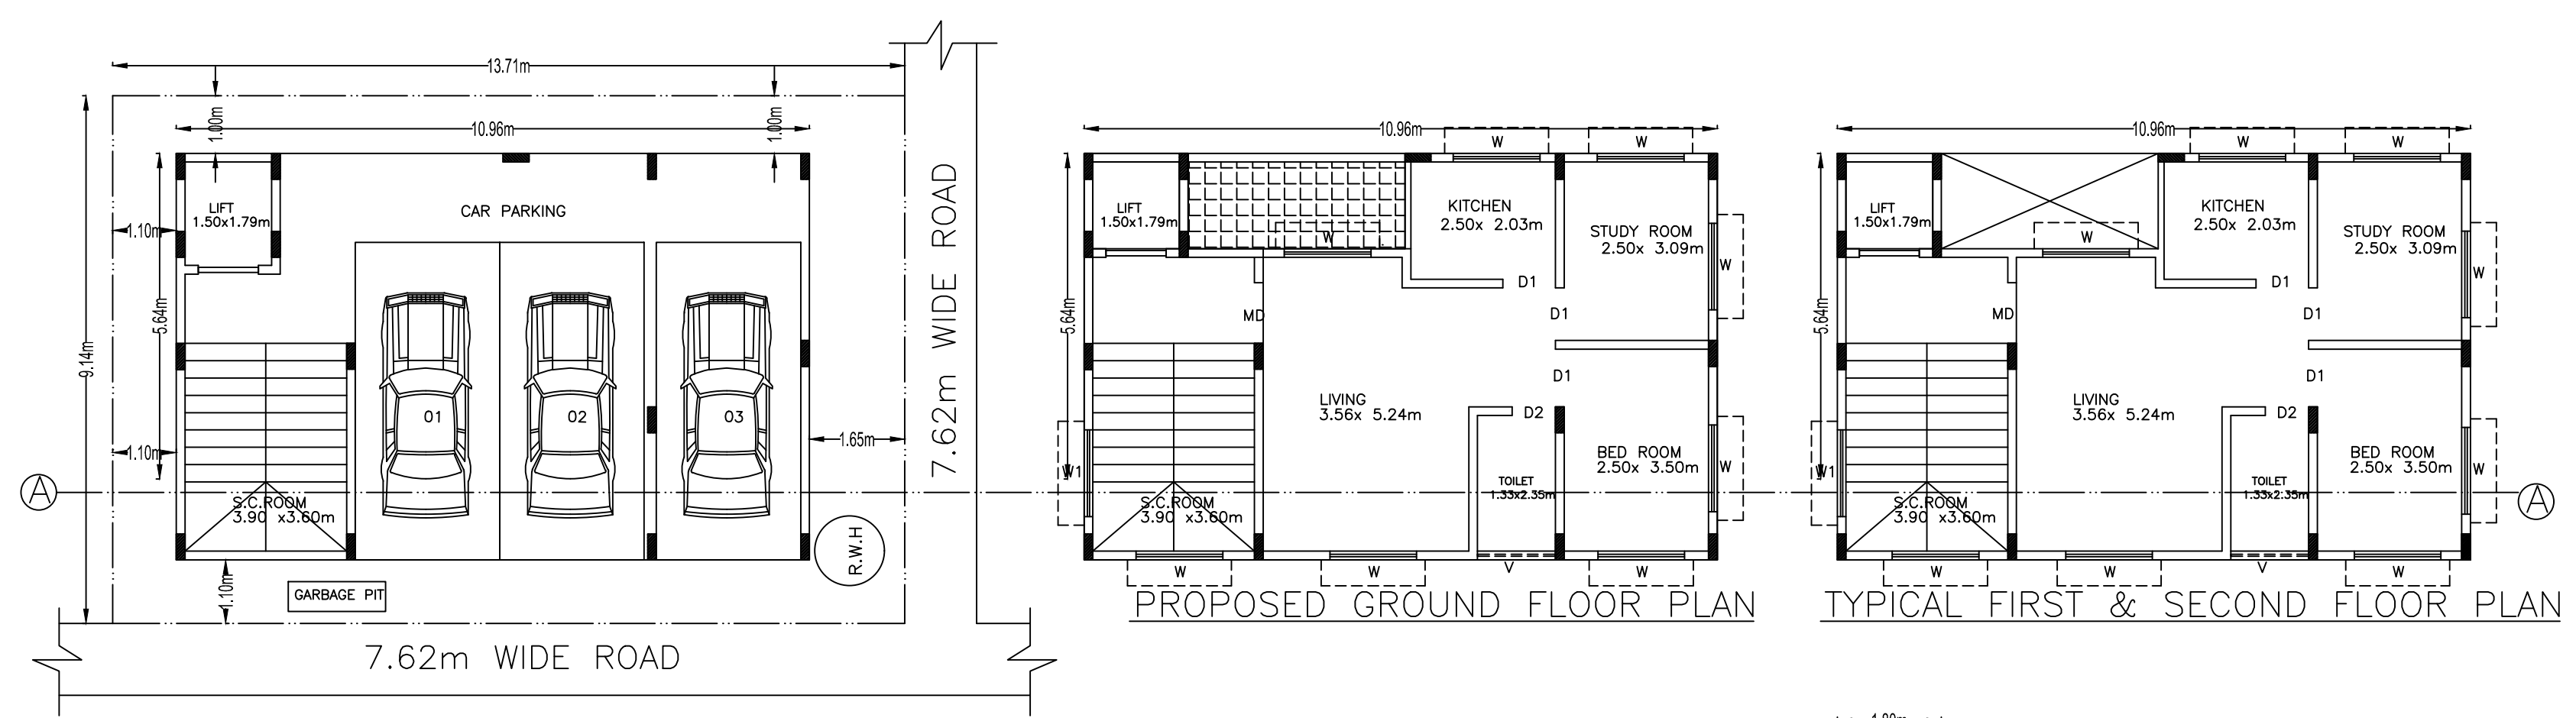 13.71m
1.00m
1.00m
10.96m
LIFT
1.50x1.79m
CAR PARKING
1.10m
5.64m
9.14m
01
02
03
1.10m
1.65m
A
S.C.ROOM
3.90 x3.60m
R.W.H
1.10m
GARBAGE PIT
7.62m WIDE ROAD
7.62m WIDE ROAD
10.96m
W
W
LIFT
1.50x1.79m
KITCHEN
2.50x 2.03m
W
STUDY ROOM
2.50x 3.09m
W
D1
5.64m
MD
D1
D1
LIVING
3.56x 5.24m
D2
BED ROOM
2.50x 3.50m
W
W1
TOILET
1.33x2.35m
S.C.ROOM
3.90 x3.60m
W
W
V
W
PROPOSED GROUND FLOOR PLAN
10.96m
W
W
LIFT
1.50x1.79m
KITCHEN
2.50x 2.03m
W
STUDY ROOM
2.50x 3.09m
W
D1
5.64m
MD
D1
D1
LIVING
3.56x 5.24m
D2
BED ROOM
2.50x 3.50m
W
W1
TOILET
1.33x2.35m
S.C.ROOM
3.90 x3.60m
A
W
W
V
W
TYPICAL FIRST & SECOND FLOOR PLAN